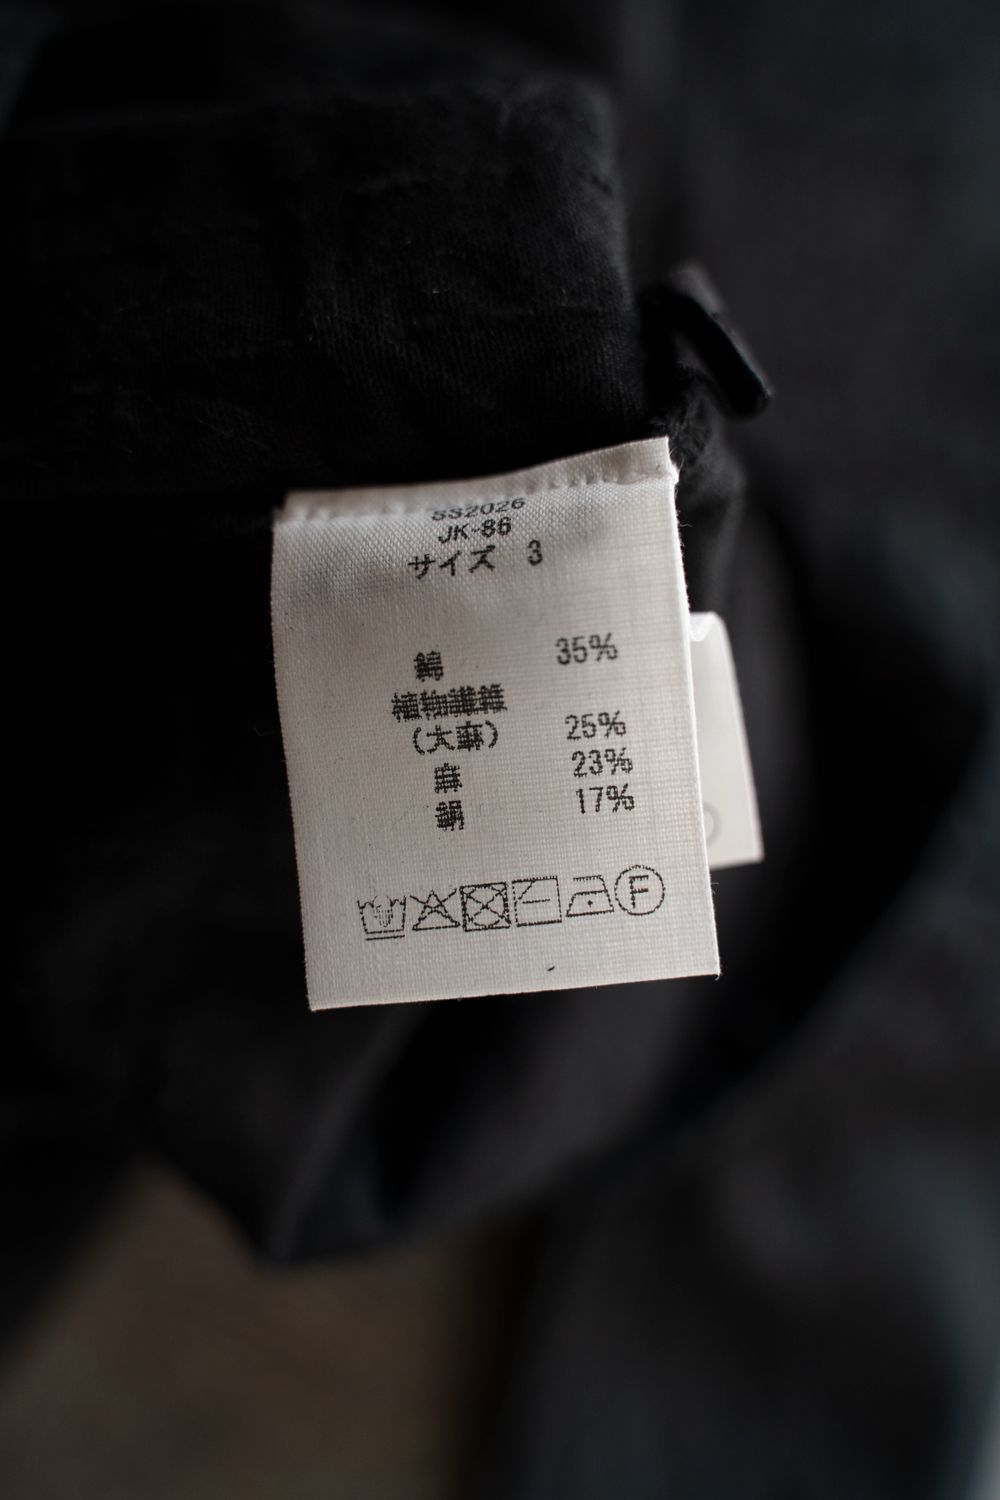 SS2026
JK-86
サイズ 3
綿 35%
植物繊維
(大麻) 25%
麻 23%
絹 17%
F